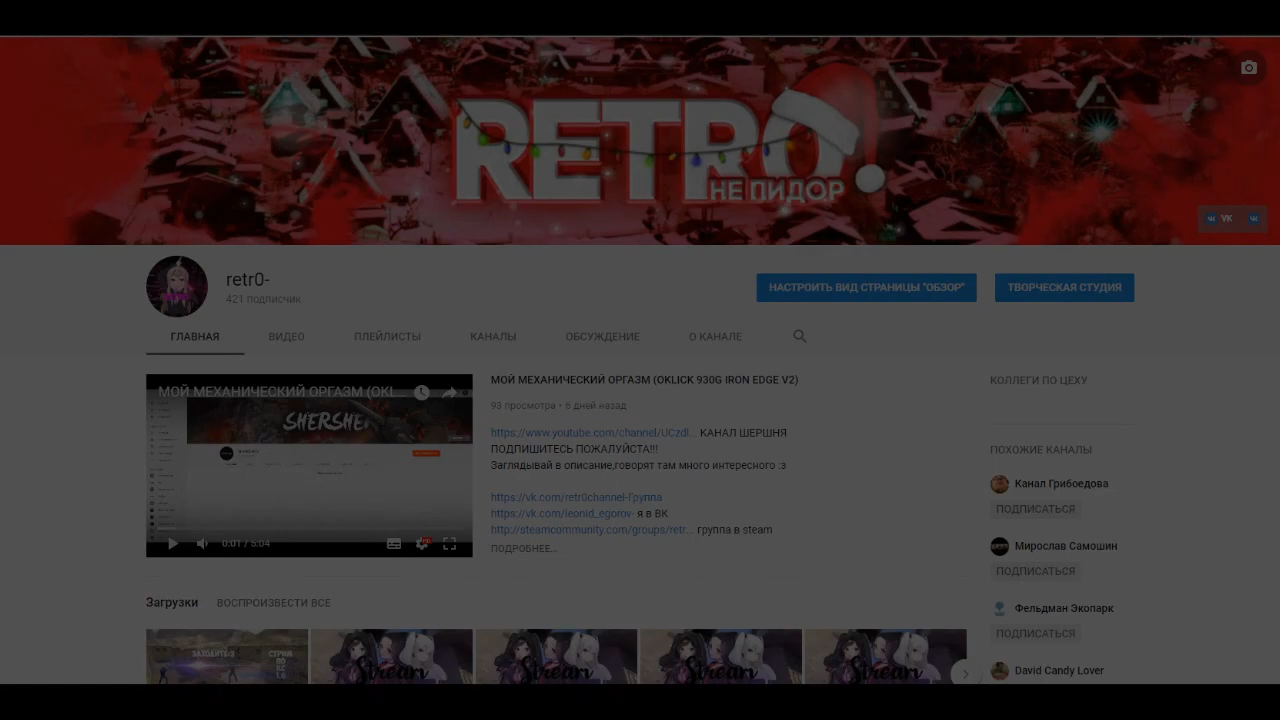 RETRO
НЕ ПИДОР
VK
retr0-
421 подписчик
НАСТРОИТЬ ВИД СТРАНИЦЫ "ОБЗОР"
ТВОРЧЕСКАЯ СТУДИЯ
ГЛАВНАЯ
ВИДЕО
ПЛЕЙЛИСТЫ
КАНАЛЫ
ОБСУЖДЕНИЕ
О КАНАЛЕ
МОЙ МЕХАНИЧЕСКИЙ ОРГАЗМ (OKL...
SHERSHE
0:01 / 5:04
МОЙ МЕХАНИЧЕСКИЙ ОРГАЗМ (OKLICK 930G IRON EDGE V2)
93 просмотра • 6 дней назад
https://www.youtube.com/channel/UCzdl... КАНАЛ ШЕРШНЯ
ПОДПИШИТЕСЬ ПОЖАЛУЙСТА!!!
Заглядывай в описание,говорят там много интересного :з
https://vk.com/retr0channel-Группа
https://vk.com/leonid_egorov- я в ВК
http://steamcommunity.com/groups/retr... группа в steam
ПОДРОБНЕЕ...
КОЛЛЕГИ ПО ЦЕХУ
ПОХОЖИЕ КАНАЛЫ
Канал Грибоедова
ПОДПИСАТЬСЯ
Мирослав Самошин
ПОДПИСАТЬСЯ
Фельдман Экопарк
ПОДПИСАТЬСЯ
David Candy Lover
Загрузки
ВОСПРОИЗВЕСТИ ВСЕ
СТРИМ
ПО
Stream
Stream
Stream
Stream